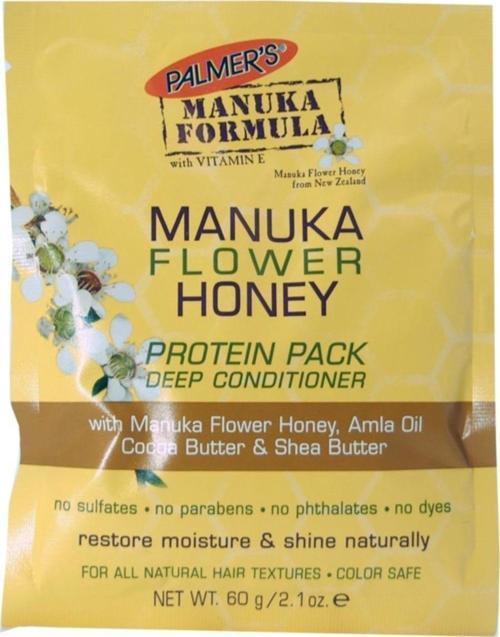 PALMER'S®
MANUKA
FORMULA
with VITAMIN E
Manuka Flower Honey
from New Zealand
MANUKA
FLOWER
HONEY
PROTEIN PACK
DEEP CONDITIONER
with Manuka Flower Honey, Amla Oil
Cocoa Butter & Shea Butter
no sulfates • no parabens • no phthalates • no dyes
restore moisture & shine naturally
FOR ALL NATURAL HAIR TEXTURES • COLOR SAFE
NET WT. 60 g/2.1 oz. ℮